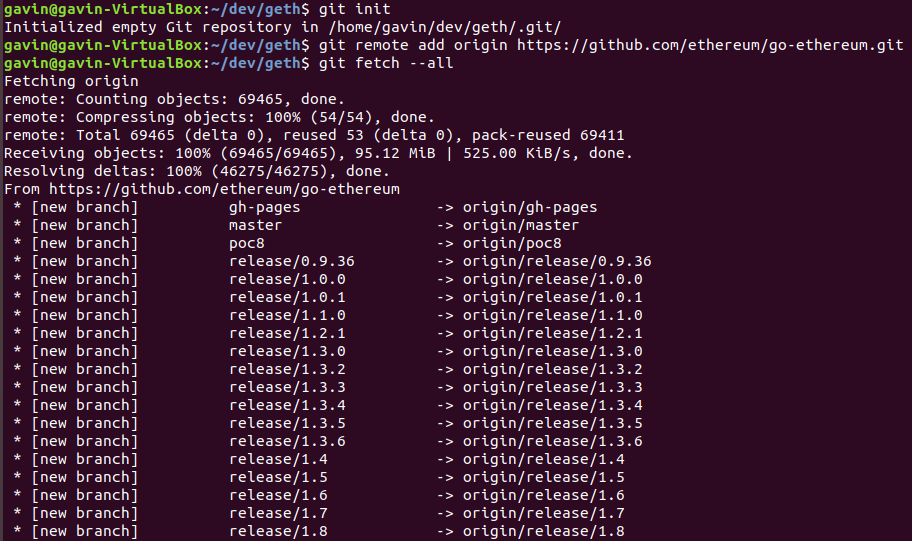 gavin@gavin-VirtualBox:~/dev/geth$ git init
Initialized empty Git repository in /home/gavin/dev/geth/.git/
gavin@gavin-VirtualBox:~/dev/geth$ git remote add origin https://github.com/ethereum/go-ethereum.git
gavin@gavin-VirtualBox:~/dev/geth$ git fetch --all
Fetching origin
remote: Counting objects: 69465, done.
remote: Compressing objects: 100% (54/54), done.
remote: Total 69465 (delta 0), reused 53 (delta 0), pack-reused 69411
Receiving objects: 100% (69465/69465), 95.12 MiB | 525.00 KiB/s, done.
Resolving deltas: 100% (46275/46275), done.
From https://github.com/ethereum/go-ethereum
 * [new branch]          gh-pages               -> origin/gh-pages
 * [new branch]          master                 -> origin/master
 * [new branch]          poc8                   -> origin/poc8
 * [new branch]          release/0.9.36         -> origin/release/0.9.36
 * [new branch]          release/1.0.0          -> origin/release/1.0.0
 * [new branch]          release/1.0.1          -> origin/release/1.0.1
 * [new branch]          release/1.1.0          -> origin/release/1.1.0
 * [new branch]          release/1.2.1          -> origin/release/1.2.1
 * [new branch]          release/1.3.0          -> origin/release/1.3.0
 * [new branch]          release/1.3.2          -> origin/release/1.3.2
 * [new branch]          release/1.3.3          -> origin/release/1.3.3
 * [new branch]          release/1.3.4          -> origin/release/1.3.4
 * [new branch]          release/1.3.5          -> origin/release/1.3.5
 * [new branch]          release/1.3.6          -> origin/release/1.3.6
 * [new branch]          release/1.4            -> origin/release/1.4
 * [new branch]          release/1.5            -> origin/release/1.5
 * [new branch]          release/1.6            -> origin/release/1.6
 * [new branch]          release/1.7            -> origin/release/1.7
 * [new branch]          release/1.8            -> origin/release/1.8